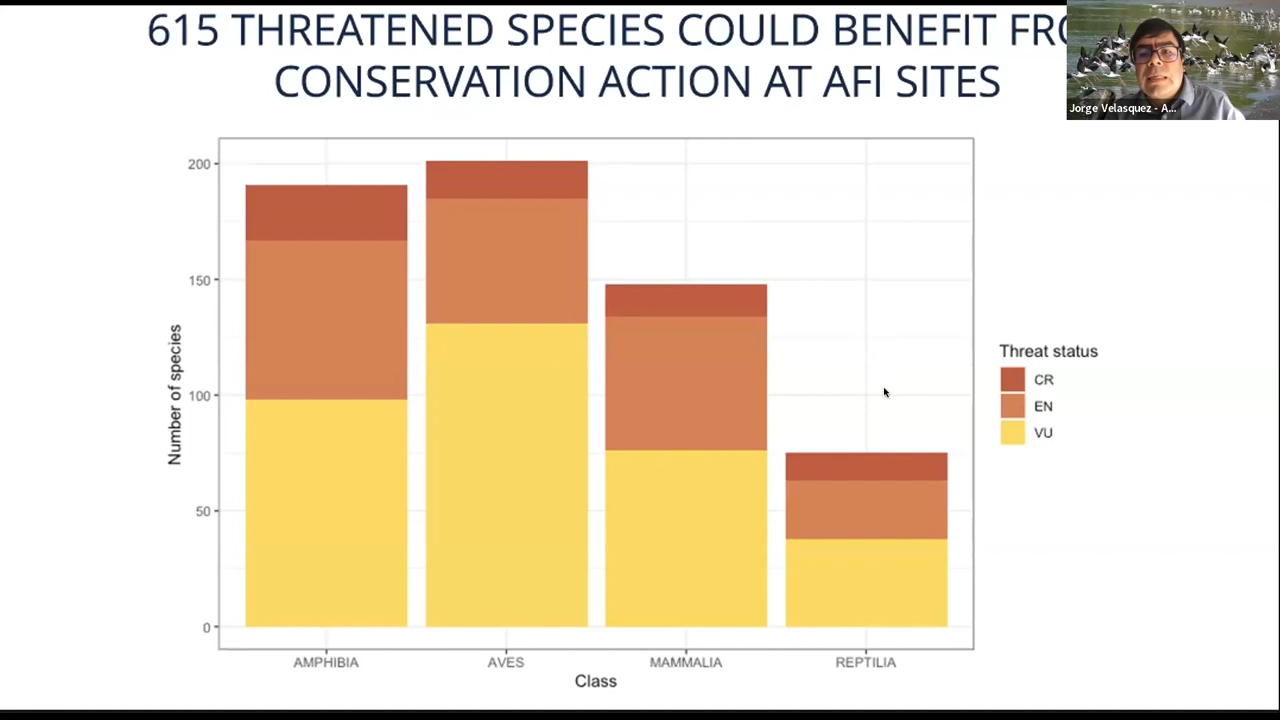 615 THREATENED SPECIES COULD BENEFIT
CONSERVATION ACTION AT AFI SITES
Jorge Velasquez - A...
200
150
100
50
0
Number of species
AMPHIBIA
AVES
MAMMALIA
REPTILIA
Class
Threat status
CR
EN
VU